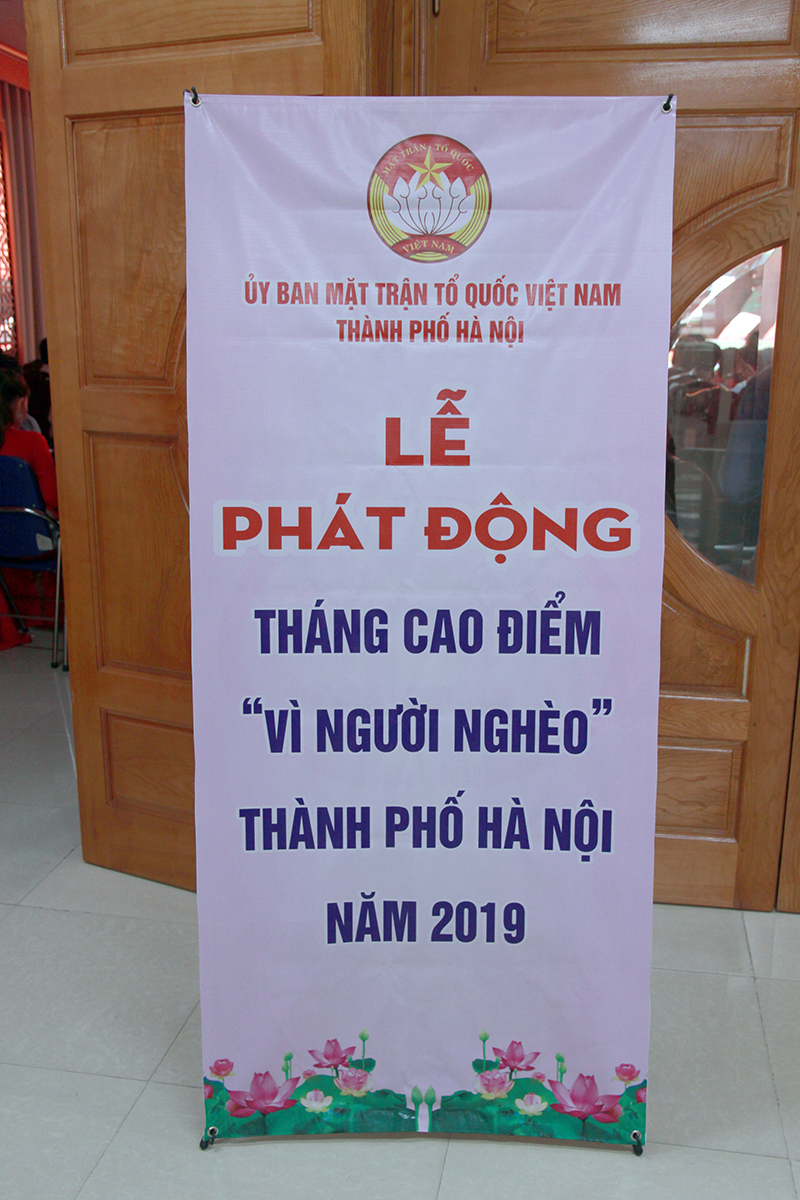 MẶT TRẬN TỔ QUỐC
VIỆT NAM
ỦY BAN MẶT TRẬN TỔ QUỐC VIỆT NAM
THÀNH PHỐ HÀ NỘI
LỄ
PHÁT ĐỘNG
THÁNG CAO ĐIỂM
“VÌ NGƯỜI NGHÈO”
THÀNH PHỐ HÀ NỘI
NĂM 2019